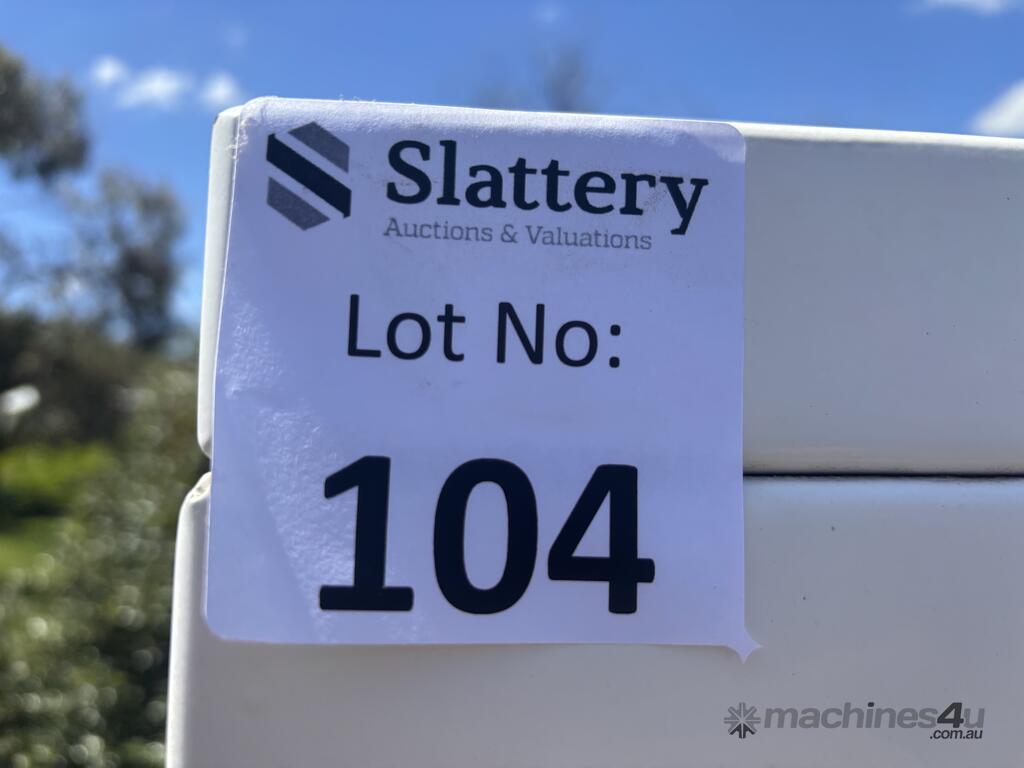 Slattery
Auctions & Valuations
Lot No:
104
machines4u
.com.au